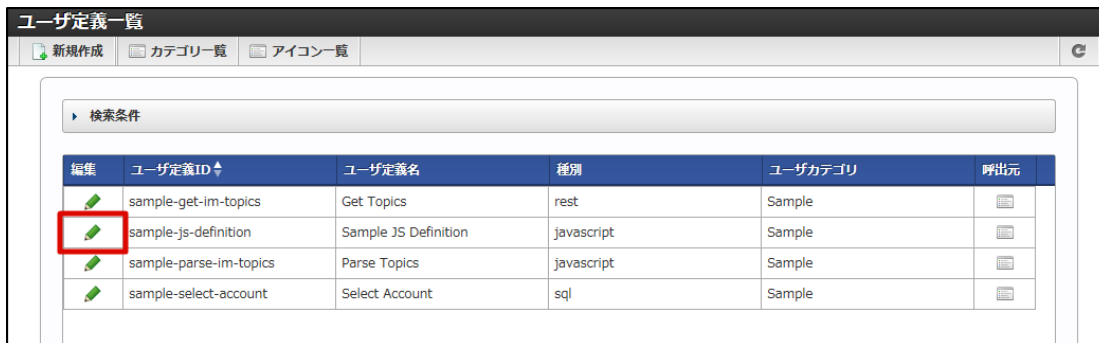 ユーザ定義一覧
新規作成 カテゴリ一覧 アイコン一覧
検索条件
編集 ユーザ定義ID ユーザ定義名 種別 ユーザカテゴリ 呼出元
sample-get-im-topics Get Topics rest Sample
sample-js-definition Sample JS Definition javascript Sample
sample-parse-im-topics Parse Topics javascript Sample
sample-select-account Select Account sql Sample